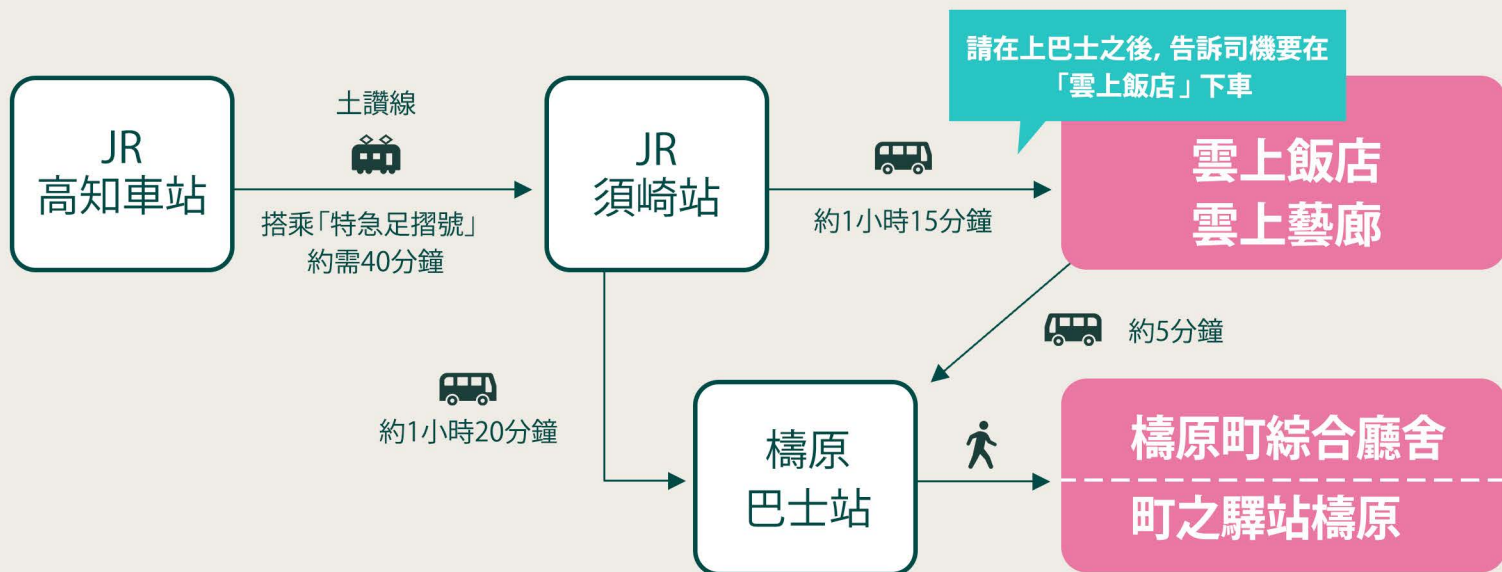 請在上巴士之後, 告訴司機要在
「雲上飯店」下車
JR
高知車站
土讚線
搭乘「特急足摺號」
約需40分鐘
JR
須崎站
約1小時15分鐘
雲上飯店
雲上藝廊
約5分鐘
約1小時20分鐘
檮原
巴士站
檮原町綜合廳舍
町之驛站檮原